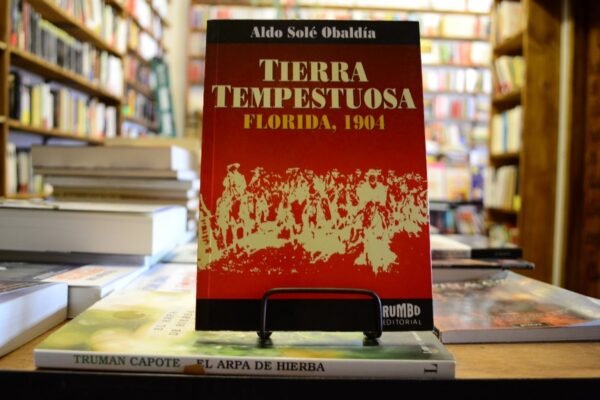 Aldo Solé Obaldía
TIERRA
TEMPESTUOSA
FLORIDA, 1904
RUMBO
EDITORIAL
TRUMAN CAPOTE EL ARPA DE HIERBA